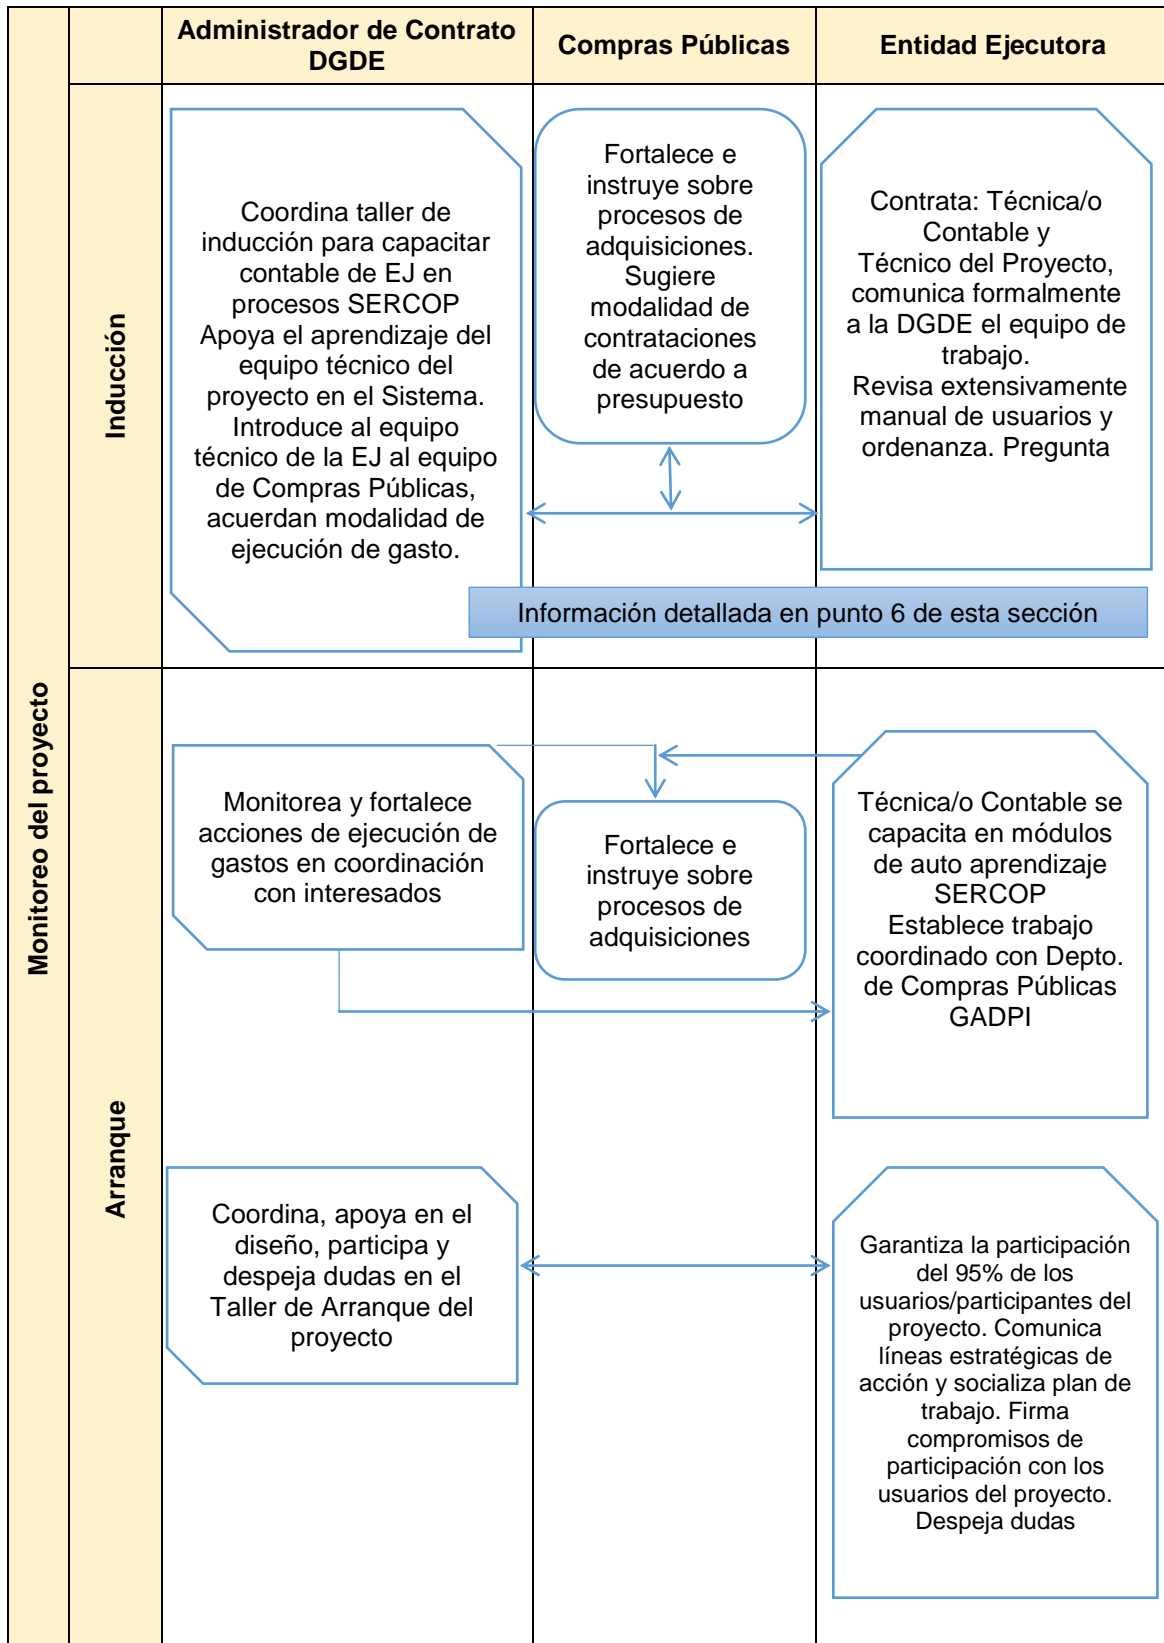 Administrador de Contrato
DGDE
Compras Públicas
Entidad Ejecutora
Monitoreo del proyecto
Inducción
Coordina taller de
inducción para capacitar
contable de EJ en
procesos SERCOP
Apoya el aprendizaje del
equipo técnico del
proyecto en el Sistema.
Introduce al equipo
técnico de la EJ al equipo
de Compras Públicas,
acuerdan modalidad de
ejecución de gasto.
Fortalece e
instruye sobre
procesos de
adquisiciones.
Sugiere
modalidad de
contrataciones
de acuerdo a
presupuesto
Contrata: Técnica/o
Contable y
Técnico del Proyecto,
comunica formalmente
a la DGDE el equipo de
trabajo.
Revisa extensivamente
manual de usuarios y
ordenanza. Pregunta
Información detallada en punto 6 de esta sección
Arranque
Monitorea y fortalece
acciones de ejecución de
gastos en coordinación
con interesados
Fortalece e
instruye sobre
procesos de
adquisiciones
Técnica/o Contable se
capacita en módulos
de auto aprendizaje
SERCOP
Establece trabajo
coordinado con Depto.
de Compras Públicas
GADPI
Coordina, apoya en el
diseño, participa y
despeja dudas en el
Taller de Arranque del
proyecto
Garantiza la participación
del 95% de los
usuarios/participantes del
proyecto. Comunica
líneas estratégicas de
acción y socializa plan de
trabajo. Firma
compromisos de
participación con los
usuarios del proyecto.
Despeja dudas